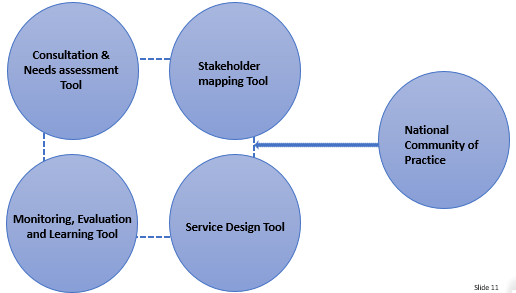 Consultation &
Needs assessment
Tool
Stakeholder
mapping Tool
National
Community of
Practice
Monitoring, Evaluation
and Learning Tool
Service Design Tool
Slide 11